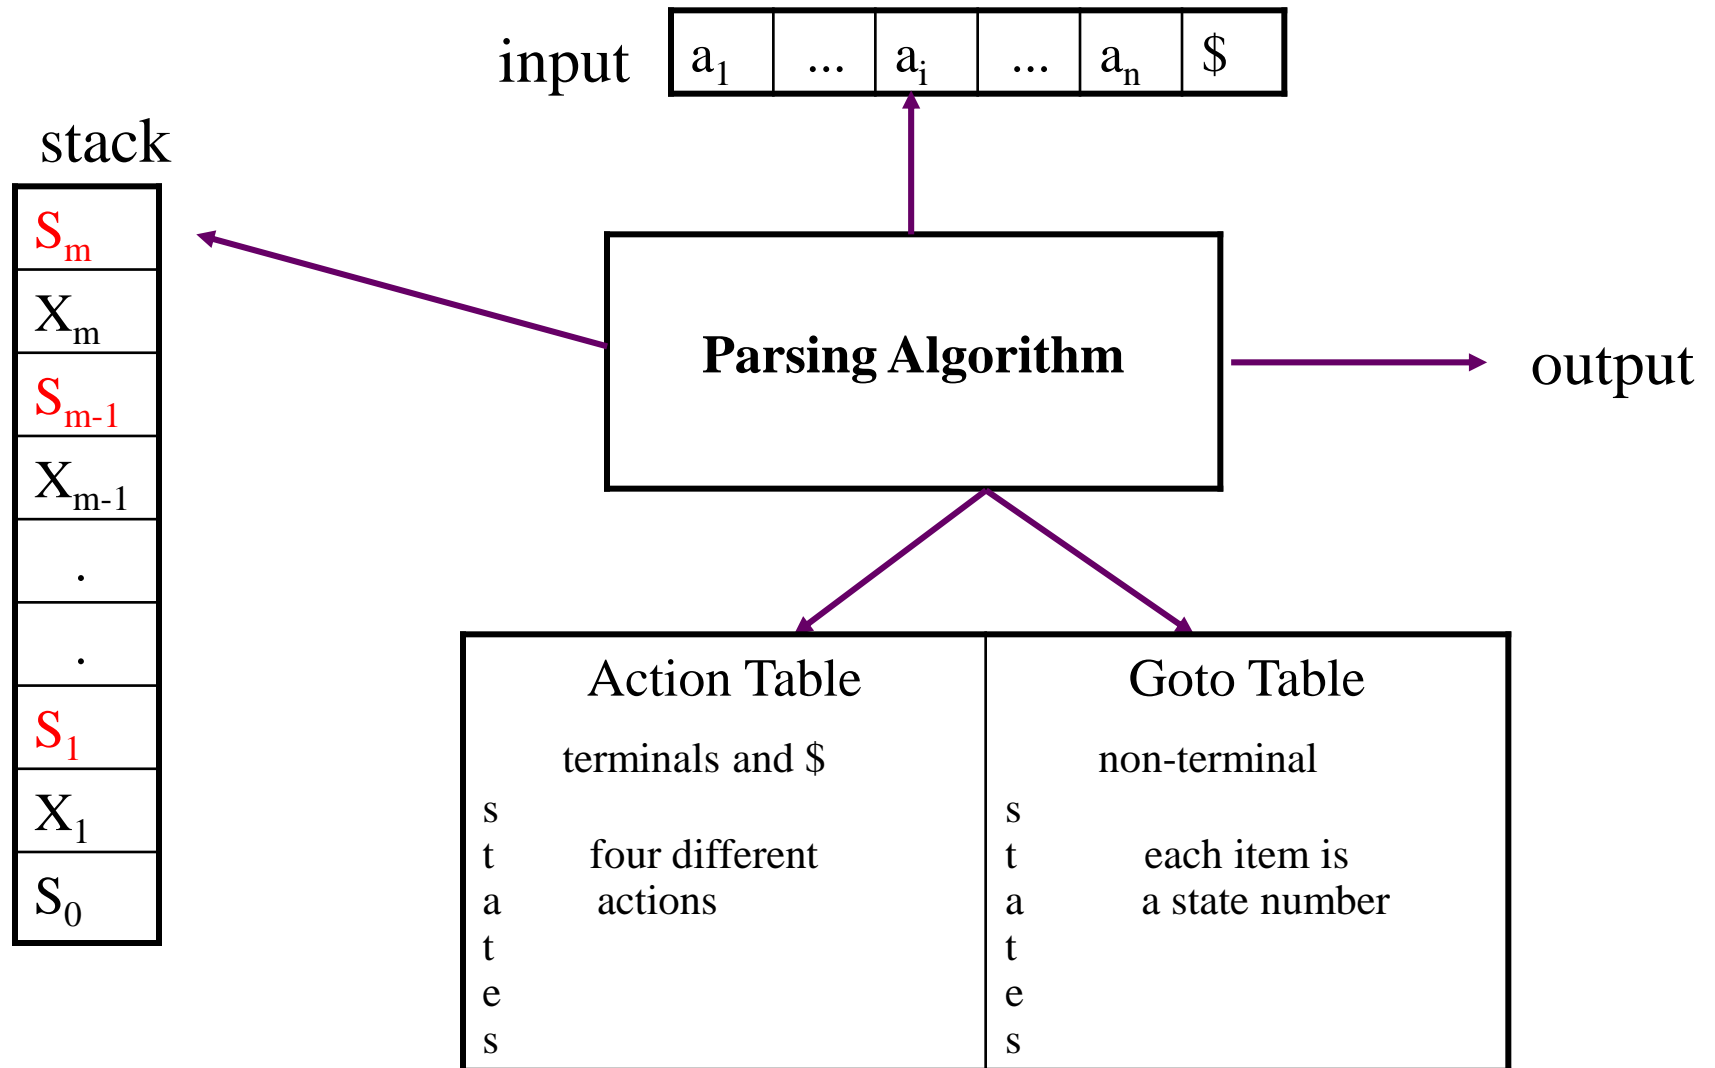 input
a₁ ... aᵢ ... aₙ $
stack
Sₘ
Xₘ
Sₘ₋₁
Xₘ₋₁
.
.
S₁
X₁
S₀
Parsing Algorithm
output
Action Table
terminals and $
s
t four different
a actions
t
e
s
Goto Table
non-terminal
s
t each item is
a a state number
t
e
s